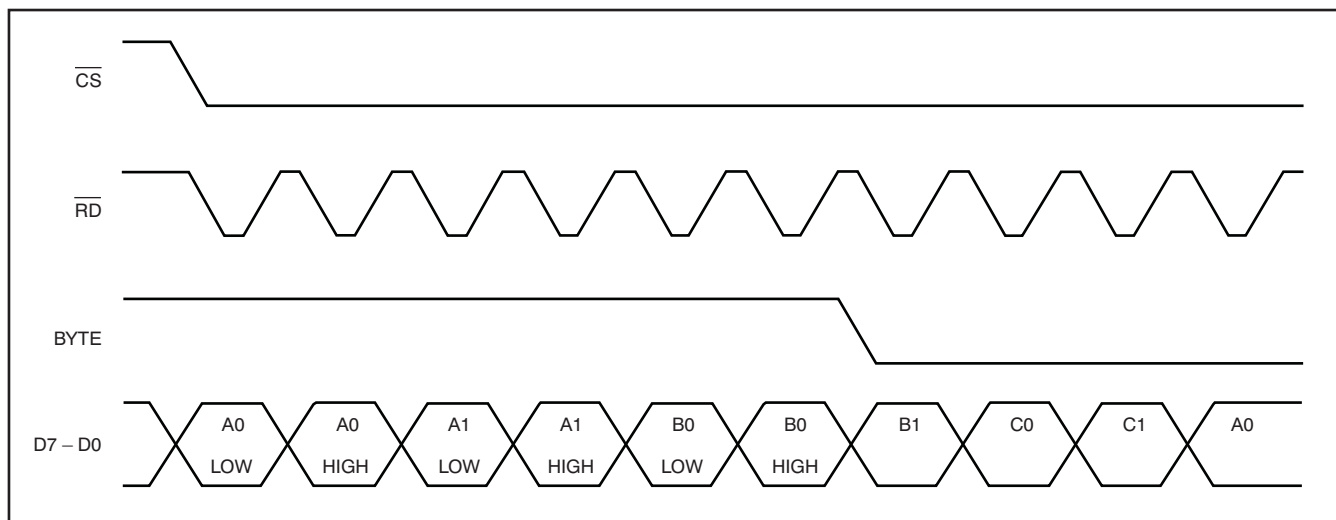 CS
RD
BYTE
D7 – D0
A0 A0 A1 A1 B0 B0 B1 C0 C1 A0
LOW HIGH LOW HIGH LOW HIGH